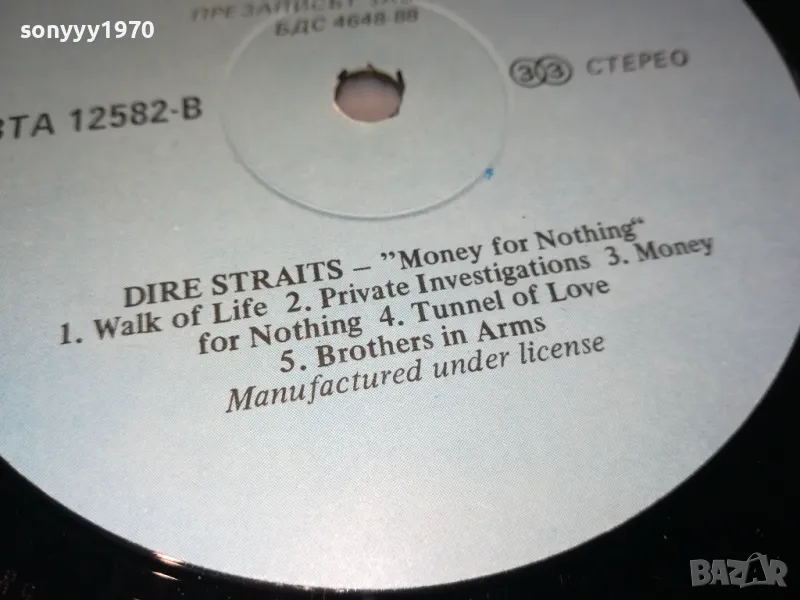 sonyyy1970
БДС 4648-88
33 СТЕРЕО
ВТА 12582-В
DIRE STRAITS – ”Money for Nothing“
1. Walk of Life 2. Private Investigations 3. Money
for Nothing 4. Tunnel of Love
5. Brothers in Arms
Manufactured under license
BAZAR